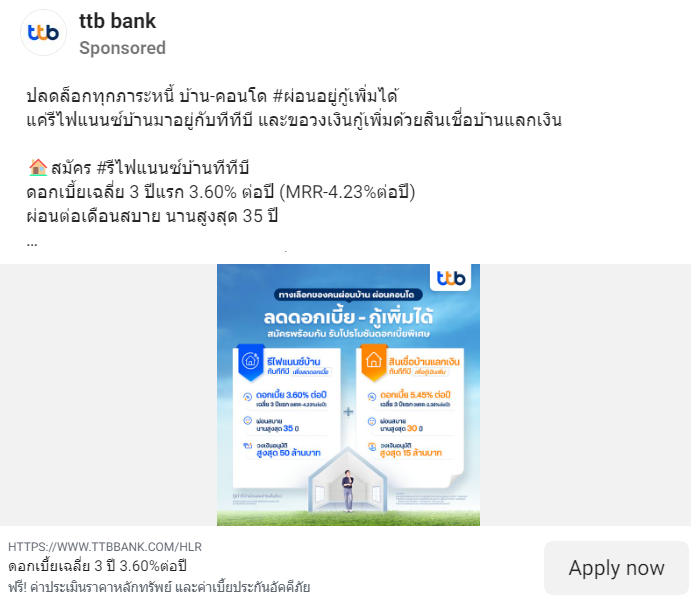 ttb bank
Sponsored
ttb
ปลดล็อกทุกภาระหนี้ บ้าน-คอนโด #ผ่อนอยู่กู้เพิ่มได้
แค่รีไฟแนนซ์บ้านมาอยู่กับทีทีบี และขอวงเงินกู้เพิ่มด้วยสินเชื่อบ้านแลกเงิน
🏠สมัคร #รีไฟแนนซ์บ้านทีทีบี
ดอกเบี้ยเฉลี่ย 3 ปีแรก 3.60% ต่อปี (MRR-4.23%ต่อปี)
ผ่อนต่อเดือนสบาย นานสูงสุด 35 ปี
...
ttb
ทางเลือกของคนผ่อนบ้าน ผ่อนคอนโด
ลดดอกเบี้ย - กู้เพิ่มได้
สมัครพร้อมกัน รับโปรโมชันดอกเบี้ยพิเศษ
รีไฟแนนซ์บ้าน
กับทีทีบี เพื่อลดดอกเบี้ย
ดอกเบี้ย 3.60% ต่อปี
เฉลี่ย 3 ปีแรก (MRR-4.23%ต่อปี)
ผ่อนสบาย
นานสูงสุด 35 ปี
วงเงินอนุมัติ
สูงสุด 50 ล้านบาท
+
สินเชื่อบ้านแลกเงิน
กับทีทีบี เพื่อกู้เพิ่ม
ดอกเบี้ย 5.45% ต่อปี
ผ่อนสบาย
นานสูงสุด 30 ปี
วงเงินอนุมัติ
สูงสุด 15 ล้านบาท
HTTPS://WWW.TTBBANK.COM/HLR
ดอกเบี้ยเฉลี่ย 3 ปี 3.60%ต่อปี
ฟรี! ค่าประเมินราคาหลักทรัพย์ และค่าเบี้ยประกันอัคคีภัย
Apply now